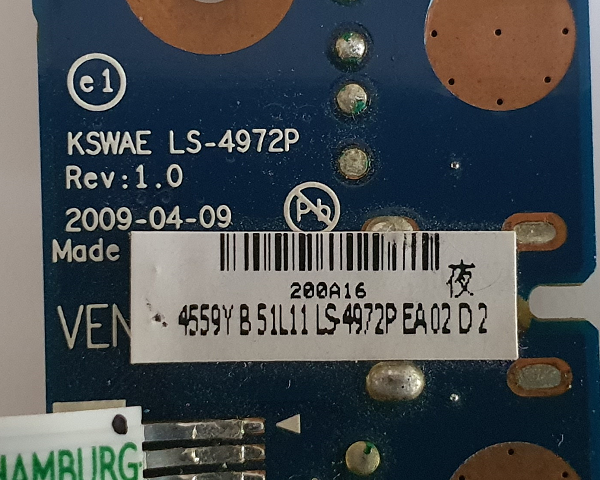 e1
KSWAE LS-4972P
Rev:1.0
2009-04-09
Pb
Made
夜
200A16
4559Y B 51L11 LS-4972P EA 02 D 2
VEN
HAMBURG